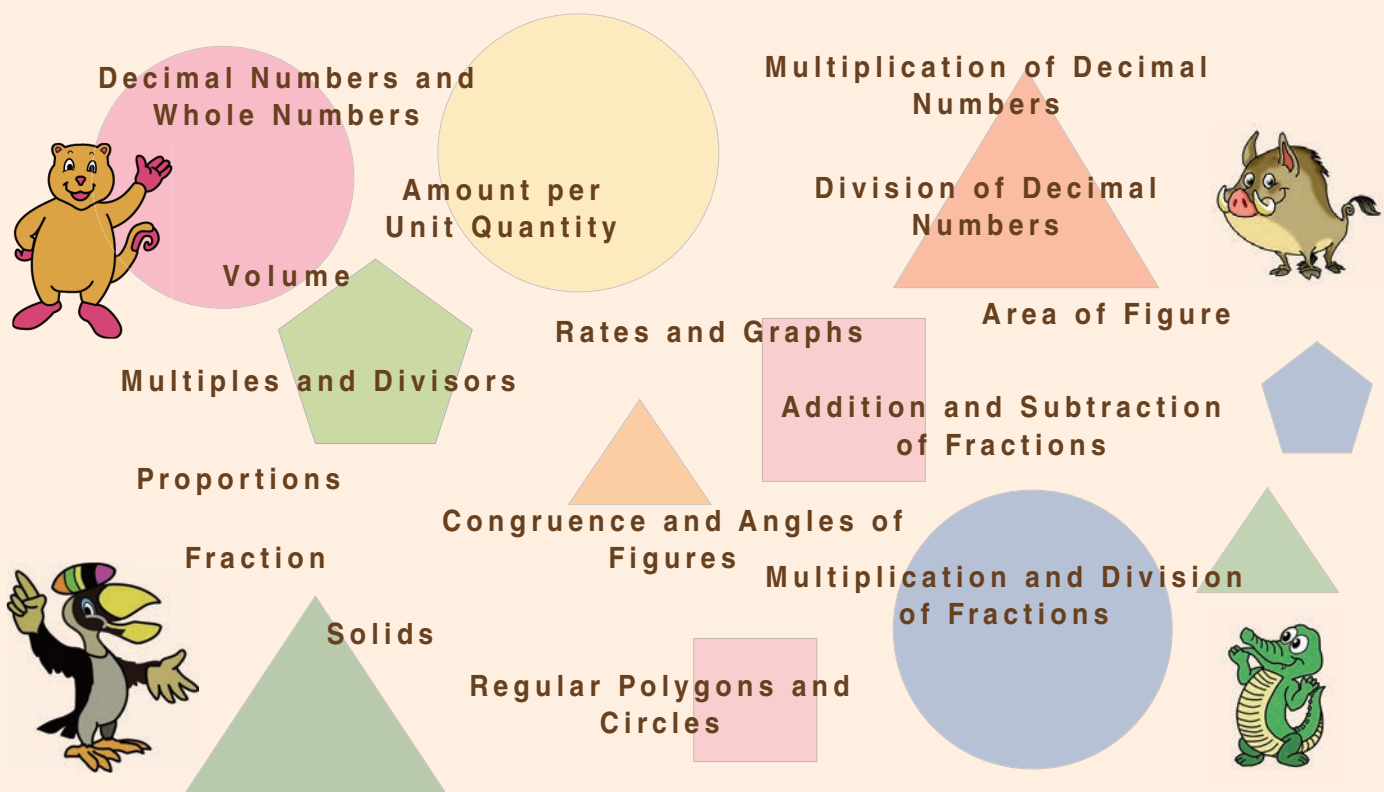 Decimal Numbers and
Whole Numbers
Multiplication of Decimal
Numbers
Amount per
Unit Quantity
Division of Decimal
Numbers
Volume
Area of Figure
Rates and Graphs
Multiples and Divisors
Addition and Subtraction
of Fractions
Proportions
Congruence and Angles of
Figures
Fraction
Multiplication and Division
of Fractions
Solids
Regular Polygons and
Circles